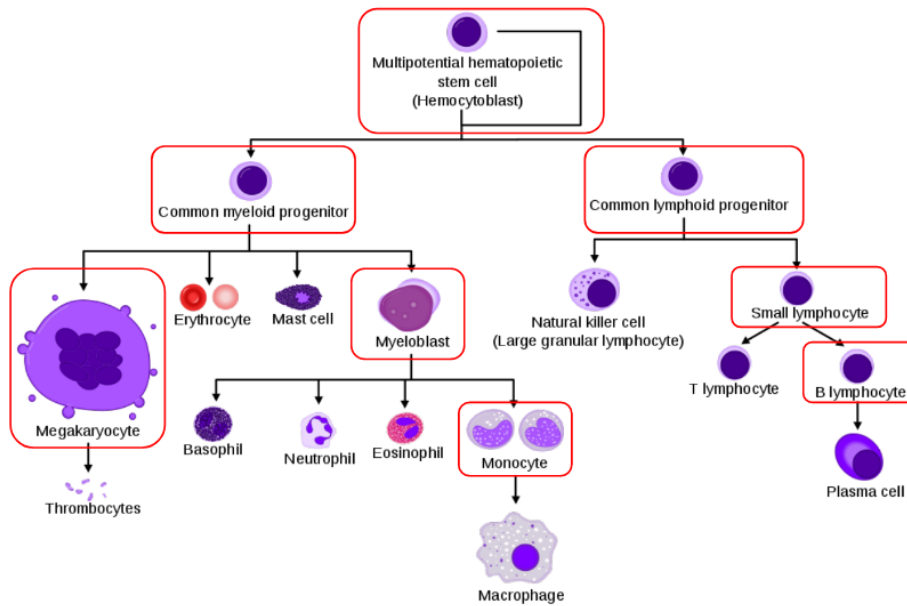 Multipotential hematopoietic
stem cell
(Hemocytoblast)
Common myeloid progenitor
Common lymphoid progenitor
Megakaryocyte
Erythrocyte
Mast cell
Myeloblast
Natural killer cell
(Large granular lymphocyte)
Small lymphocyte
Thrombocytes
Basophil
Neutrophil
Eosinophil
Monocyte
T lymphocyte
B lymphocyte
Macrophage
Plasma cell